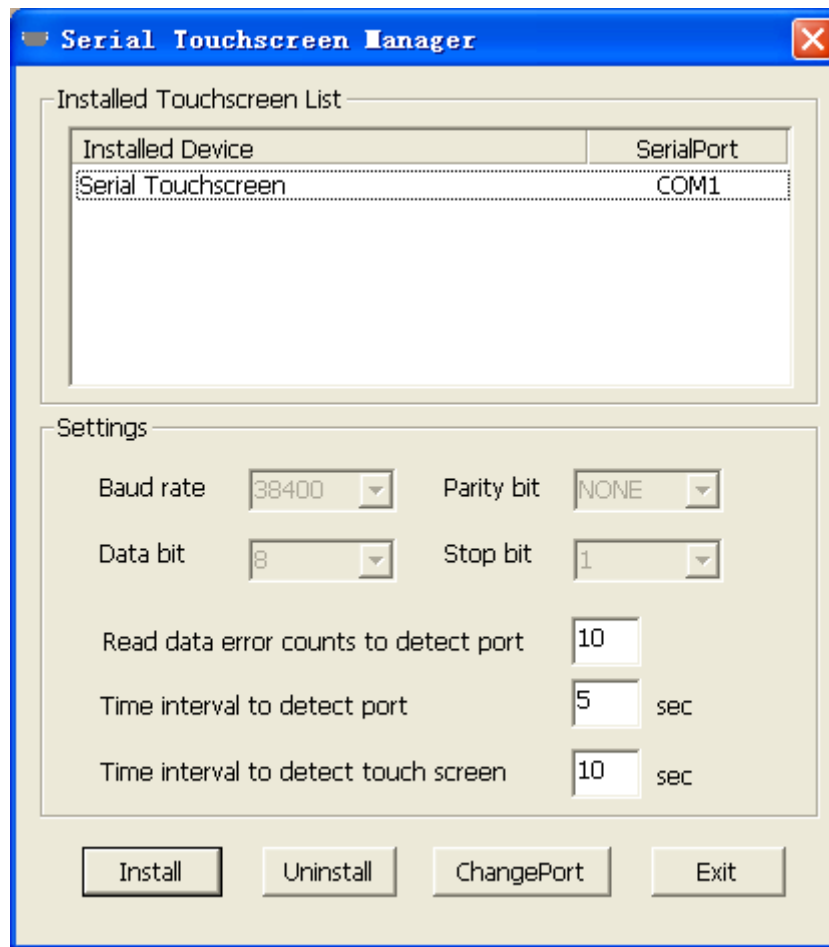 Serial Touchscreen Manager
Installed Touchscreen List
Installed Device SerialPort
Serial Touchscreen COM1
Settings
Baud rate 38400 Parity bit NONE
Data bit 8 Stop bit 1
Read data error counts to detect port 10
Time interval to detect port 5 sec
Time interval to detect touch screen 10 sec
Install Uninstall ChangePort Exit